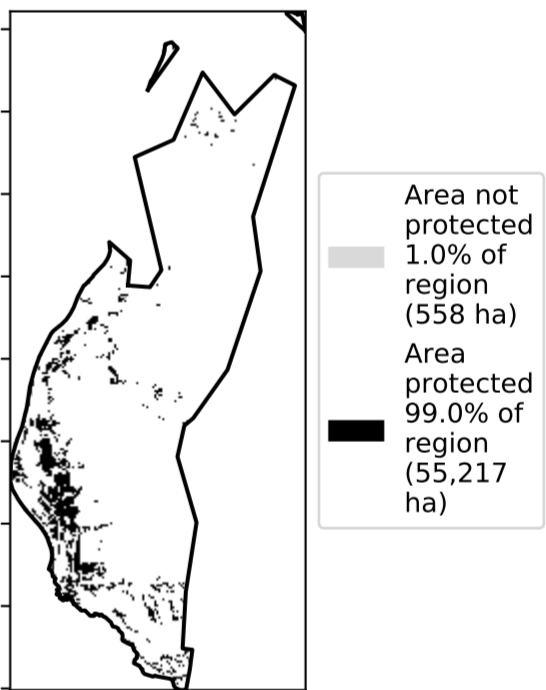 Area not
protected
1.0% of
region
(558 ha)
Area
protected
99.0% of
region
(55,217
ha)